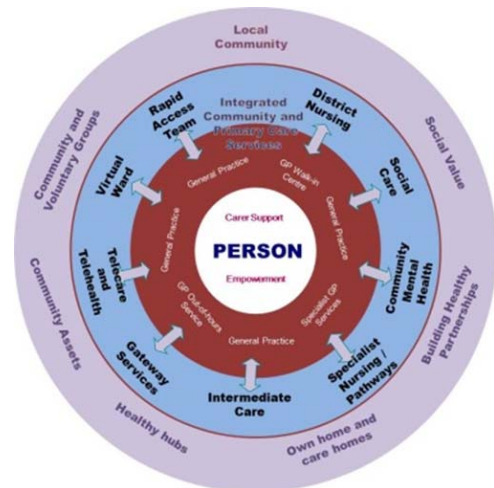 Local
Community
Social Value
Building Healthy
Partnerships
Own home and
care homes
Healthy hubs
Community Assets
Community and
Voluntary Groups
Integrated
Community and
Primary Care
Services
District
Nursing
Social
Care
Community
Mental
Health
Specialist
Nursing /
Pathways
Intermediate
Care
Gateway
Services
Telecare
and
Telehealth
Virtual
Ward
Rapid
Access
Team
General Practice
GP Walk-in
Centre
General Practice
Specialist GP
Services
General Practice
GP Out-of-hours
Service
General Practice
Carer Support
PERSON
Empowerment